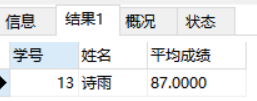 信息 结果1 概况 状态
学号 姓名 平均成绩
13 诗雨 87.0000